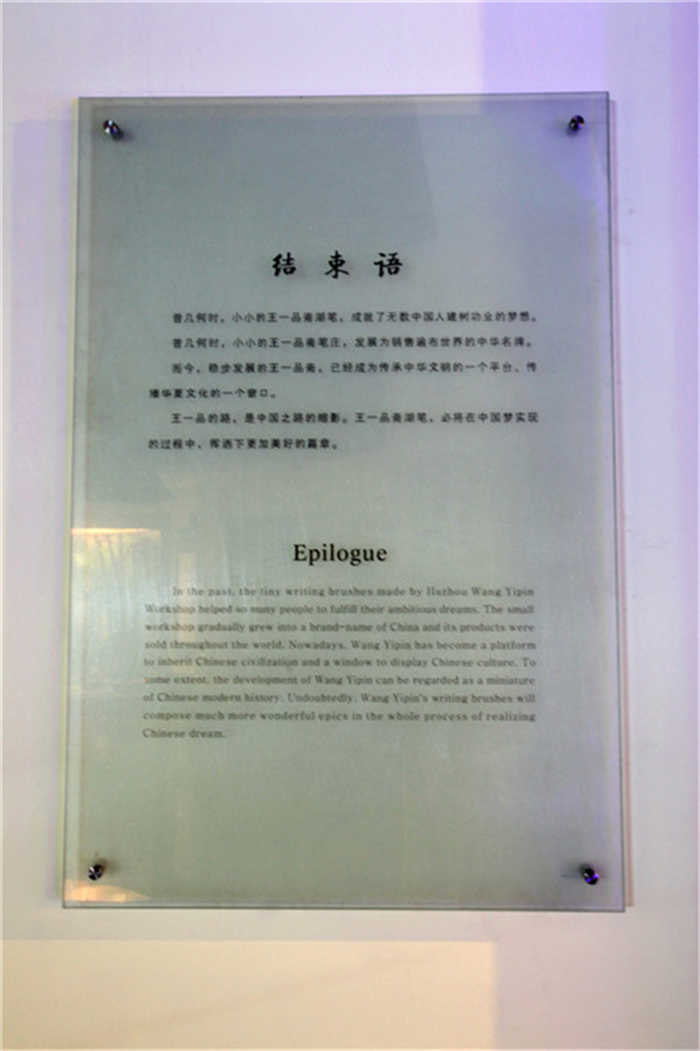 结束语
曾几何时，小小的王一品斋湖笔，成就了无数中国人建树功业的梦想。
曾几何时，小小的王一品斋笔庄，发展为销售遍布世界的中华名牌。
而今，稳步发展的王一品斋，已经成为传承中华文明的一个平台、传
播华夏文化的一个窗口。
王一品的路，是中国之路的缩影。王一品斋湖笔，必将在中国梦实现
的过程中，挥洒下更加美好的篇章。
Epilogue
In the past, the tiny writing brushes made by Huzhou Wang Yipin
Workshop helped so many people to fulfill their ambitious dreams. The small
workshop gradually grew into a brand-name of China and its products were
sold throughout the world. Nowadays, Wang Yipin has become a platform
to inherit Chinese civilization and a window to display Chinese culture. To
some extent, the development of Wang Yipin can be regarded as a miniature
of Chinese modern history. Undoubtedly, Wang Yipin's writing brushes will
compose much more wonderful epics in the whole process of realizing
Chinese dream.